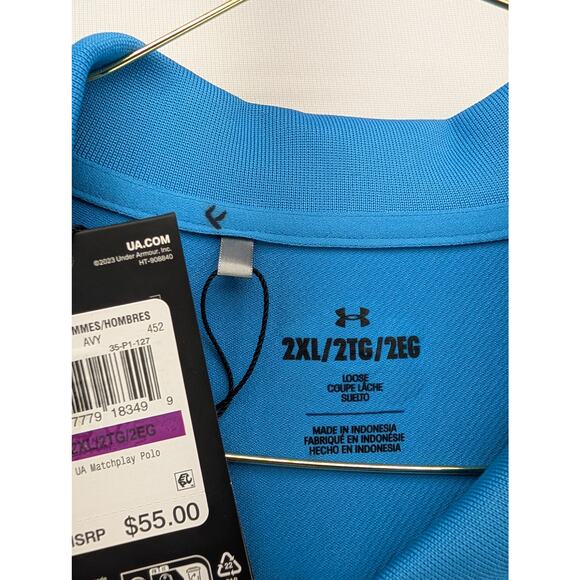 UA.COM
©2023 Under Armour, Inc.
HT-908840
MMES/HOMBRES
AVY 452
35-P1-127
7779 18349 9
2XL/2TG/2EG
UA Matchplay Polo
MSRP $55.00
22
2XL/2TG/2EG
LOOSE
COUPE LÂCHE
SUELTO
MADE IN INDONESIA
FABRIQUÉ EN INDONÉSIE
HECHO EN INDONESIA